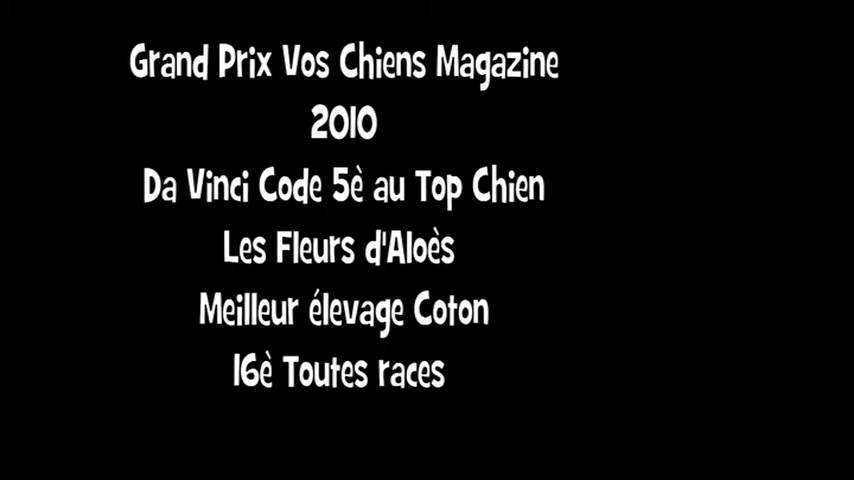 Grand Prix Vos Chiens Magazine
2010
Da Vinci Code 5è au Top Chien
Les Fleurs d'Aloès
Meilleur élevage Coton
16è Toutes races